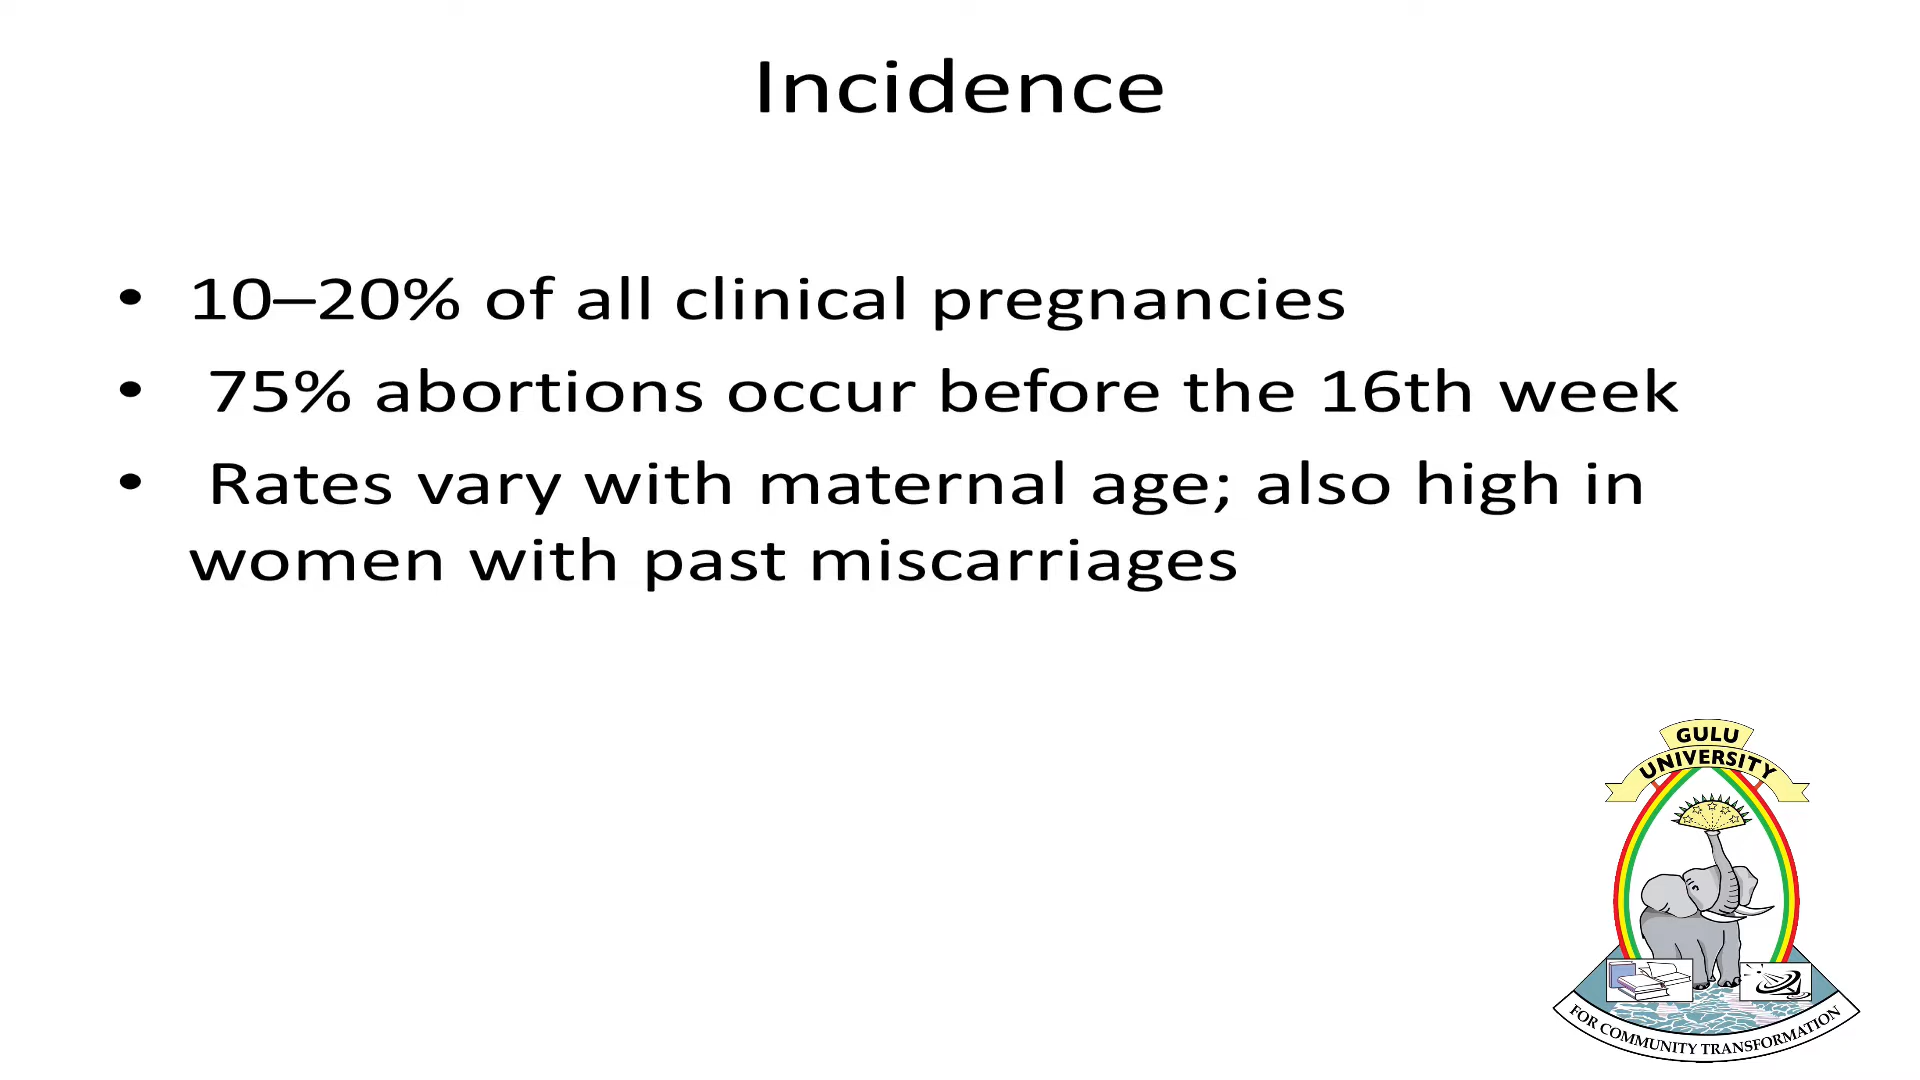 Incidence
• 10–20% of all clinical pregnancies
• 75% abortions occur before the 16th week
• Rates vary with maternal age; also high in
women with past miscarriages
GULU
UNIVERSITY
FOR COMMUNITY TRANSFORMATION